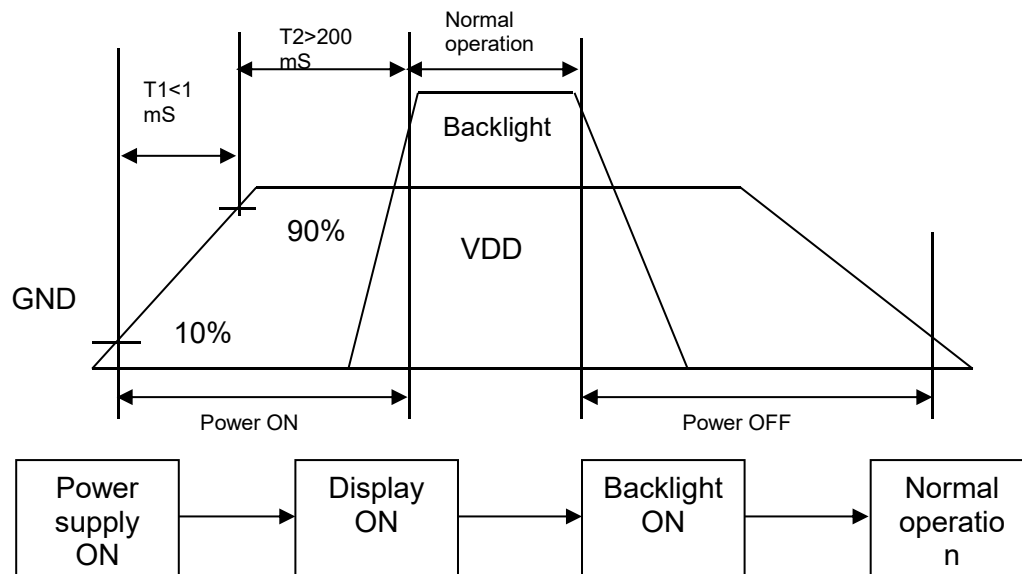 Normal
operation
T2>200
mS
T1<1
mS
Backlight
90%
VDD
GND
10%
Power ON
Power OFF
Power
supply
ON
Display
ON
Backlight
ON
Normal
operatio
n